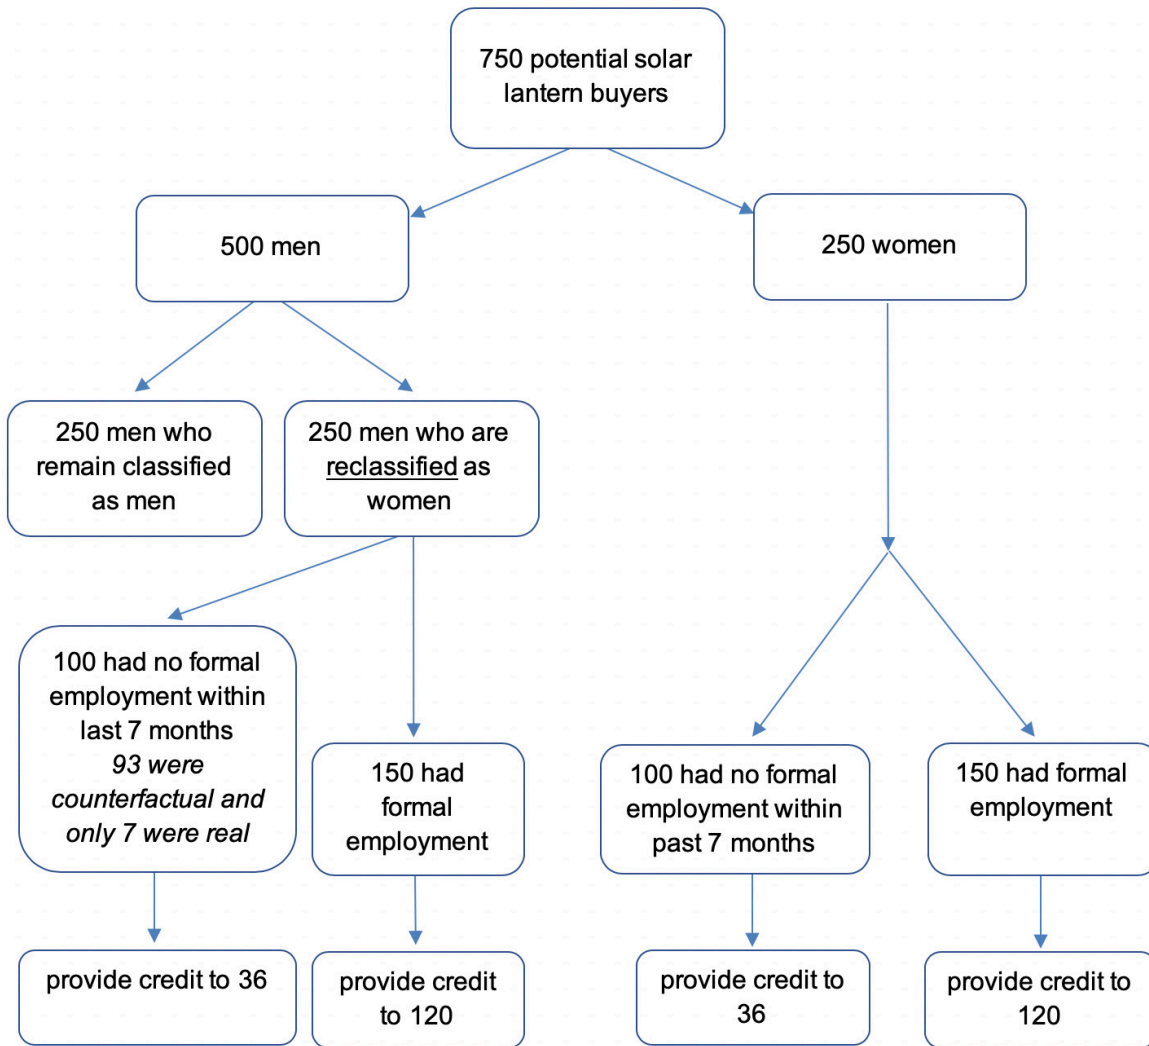 750 potential solar
lantern buyers
500 men
250 women
250 men who
remain classified
as men
250 men who are
reclassified as
women
100 had no formal
employment within
last 7 months
93 were
counterfactual and
only 7 were real
150 had
formal
employment
100 had no formal
employment within
past 7 months
150 had formal
employment
provide credit to 36
provide credit
to 120
provide credit to
36
provide credit to
120